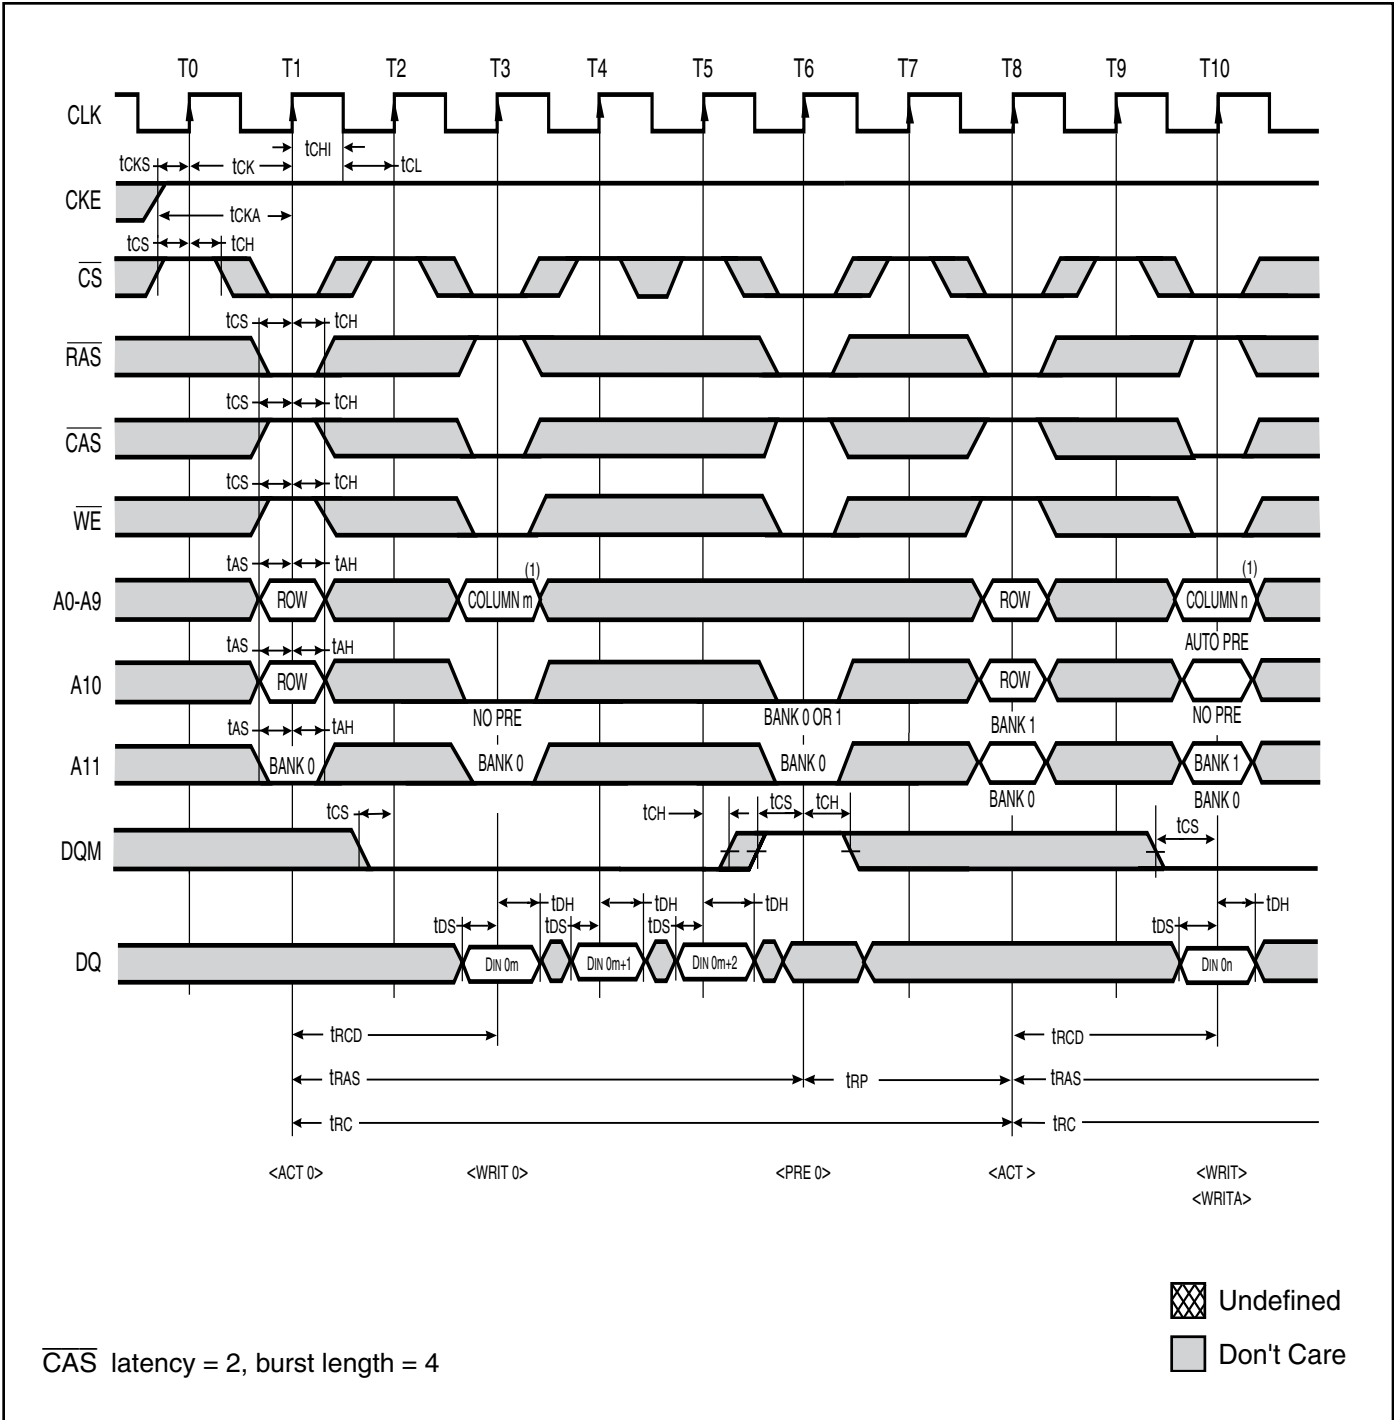 T0 T1 T2 T3 T4 T5 T6 T7 T8 T9 T10
CLK
tCKS tCK tCHI tCL
CKE
tCKA
tCS tCH
CS
tCS tCH
RAS
tCS tCH
CAS
tCS tCH
WE
tAS tAH (1) (1)
A0-A9 ROW COLUMN m ROW COLUMN n
tAS tAH AUTO PRE
A10 ROW ROW
NO PRE BANK 0 OR 1 BANK 1 NO PRE
tAS tAH
A11 BANK 0 BANK 0 BANK 0 BANK 1
BANK 0 BANK 0
tCS tCH tCS tCH tCS
DQM
tDS tDH tDS tDH tDS tDH tDS tDH
DQ DIN 0m DIN 0m+1 DIN 0m+2 DIN 0n
tRCD tRCD
tRAS tRP tRAS
tRC tRC
<ACT 0> <WRIT 0> <PRE 0> <ACT > <WRIT>
<WRITA>
Undefined
Don't Care
CAS latency = 2, burst length = 4